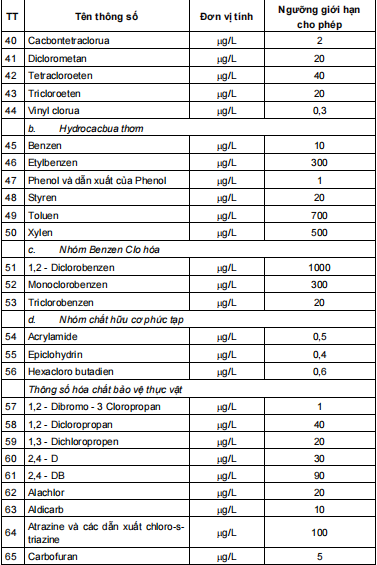 TT Tên thông số Đơn vị tính Ngưỡng giới hạn
cho phép
40 Cacbontetraclorua µg/L 2
41 Diclorometan µg/L 20
42 Tetracloroeten µg/L 40
43 Tricloroeten µg/L 20
44 Vinyl clorua µg/L 0,3
b. Hydrocacbua thơm
45 Benzen µg/L 10
46 Etylbenzen µg/L 300
47 Phenol và dẫn xuất của Phenol µg/L 1
48 Styren µg/L 20
49 Toluen µg/L 700
50 Xylen µg/L 500
c. Nhóm Benzen Clo hóa
51 1,2 - Diclorobenzen µg/L 1000
52 Monoclorobenzen µg/L 300
53 Triclorobenzen µg/L 20
d. Nhóm chất hữu cơ phức tạp
54 Acrylamide µg/L 0,5
55 Epiclohydrin µg/L 0,4
56 Hexacloro butadien µg/L 0,6
Thông số hóa chất bảo vệ thực vật
57 1,2 - Dibromo - 3 Cloropropan µg/L 1
58 1,2 - Dicloropropan µg/L 40
59 1,3 - Dichloropropen µg/L 20
60 2,4 - D µg/L 30
61 2,4 - DB µg/L 90
62 Alachlor µg/L 20
63 Aldicarb µg/L 10
64 Atrazine và các dẫn xuất chloro-s-
triazine µg/L 100
65 Carbofuran µg/L 5